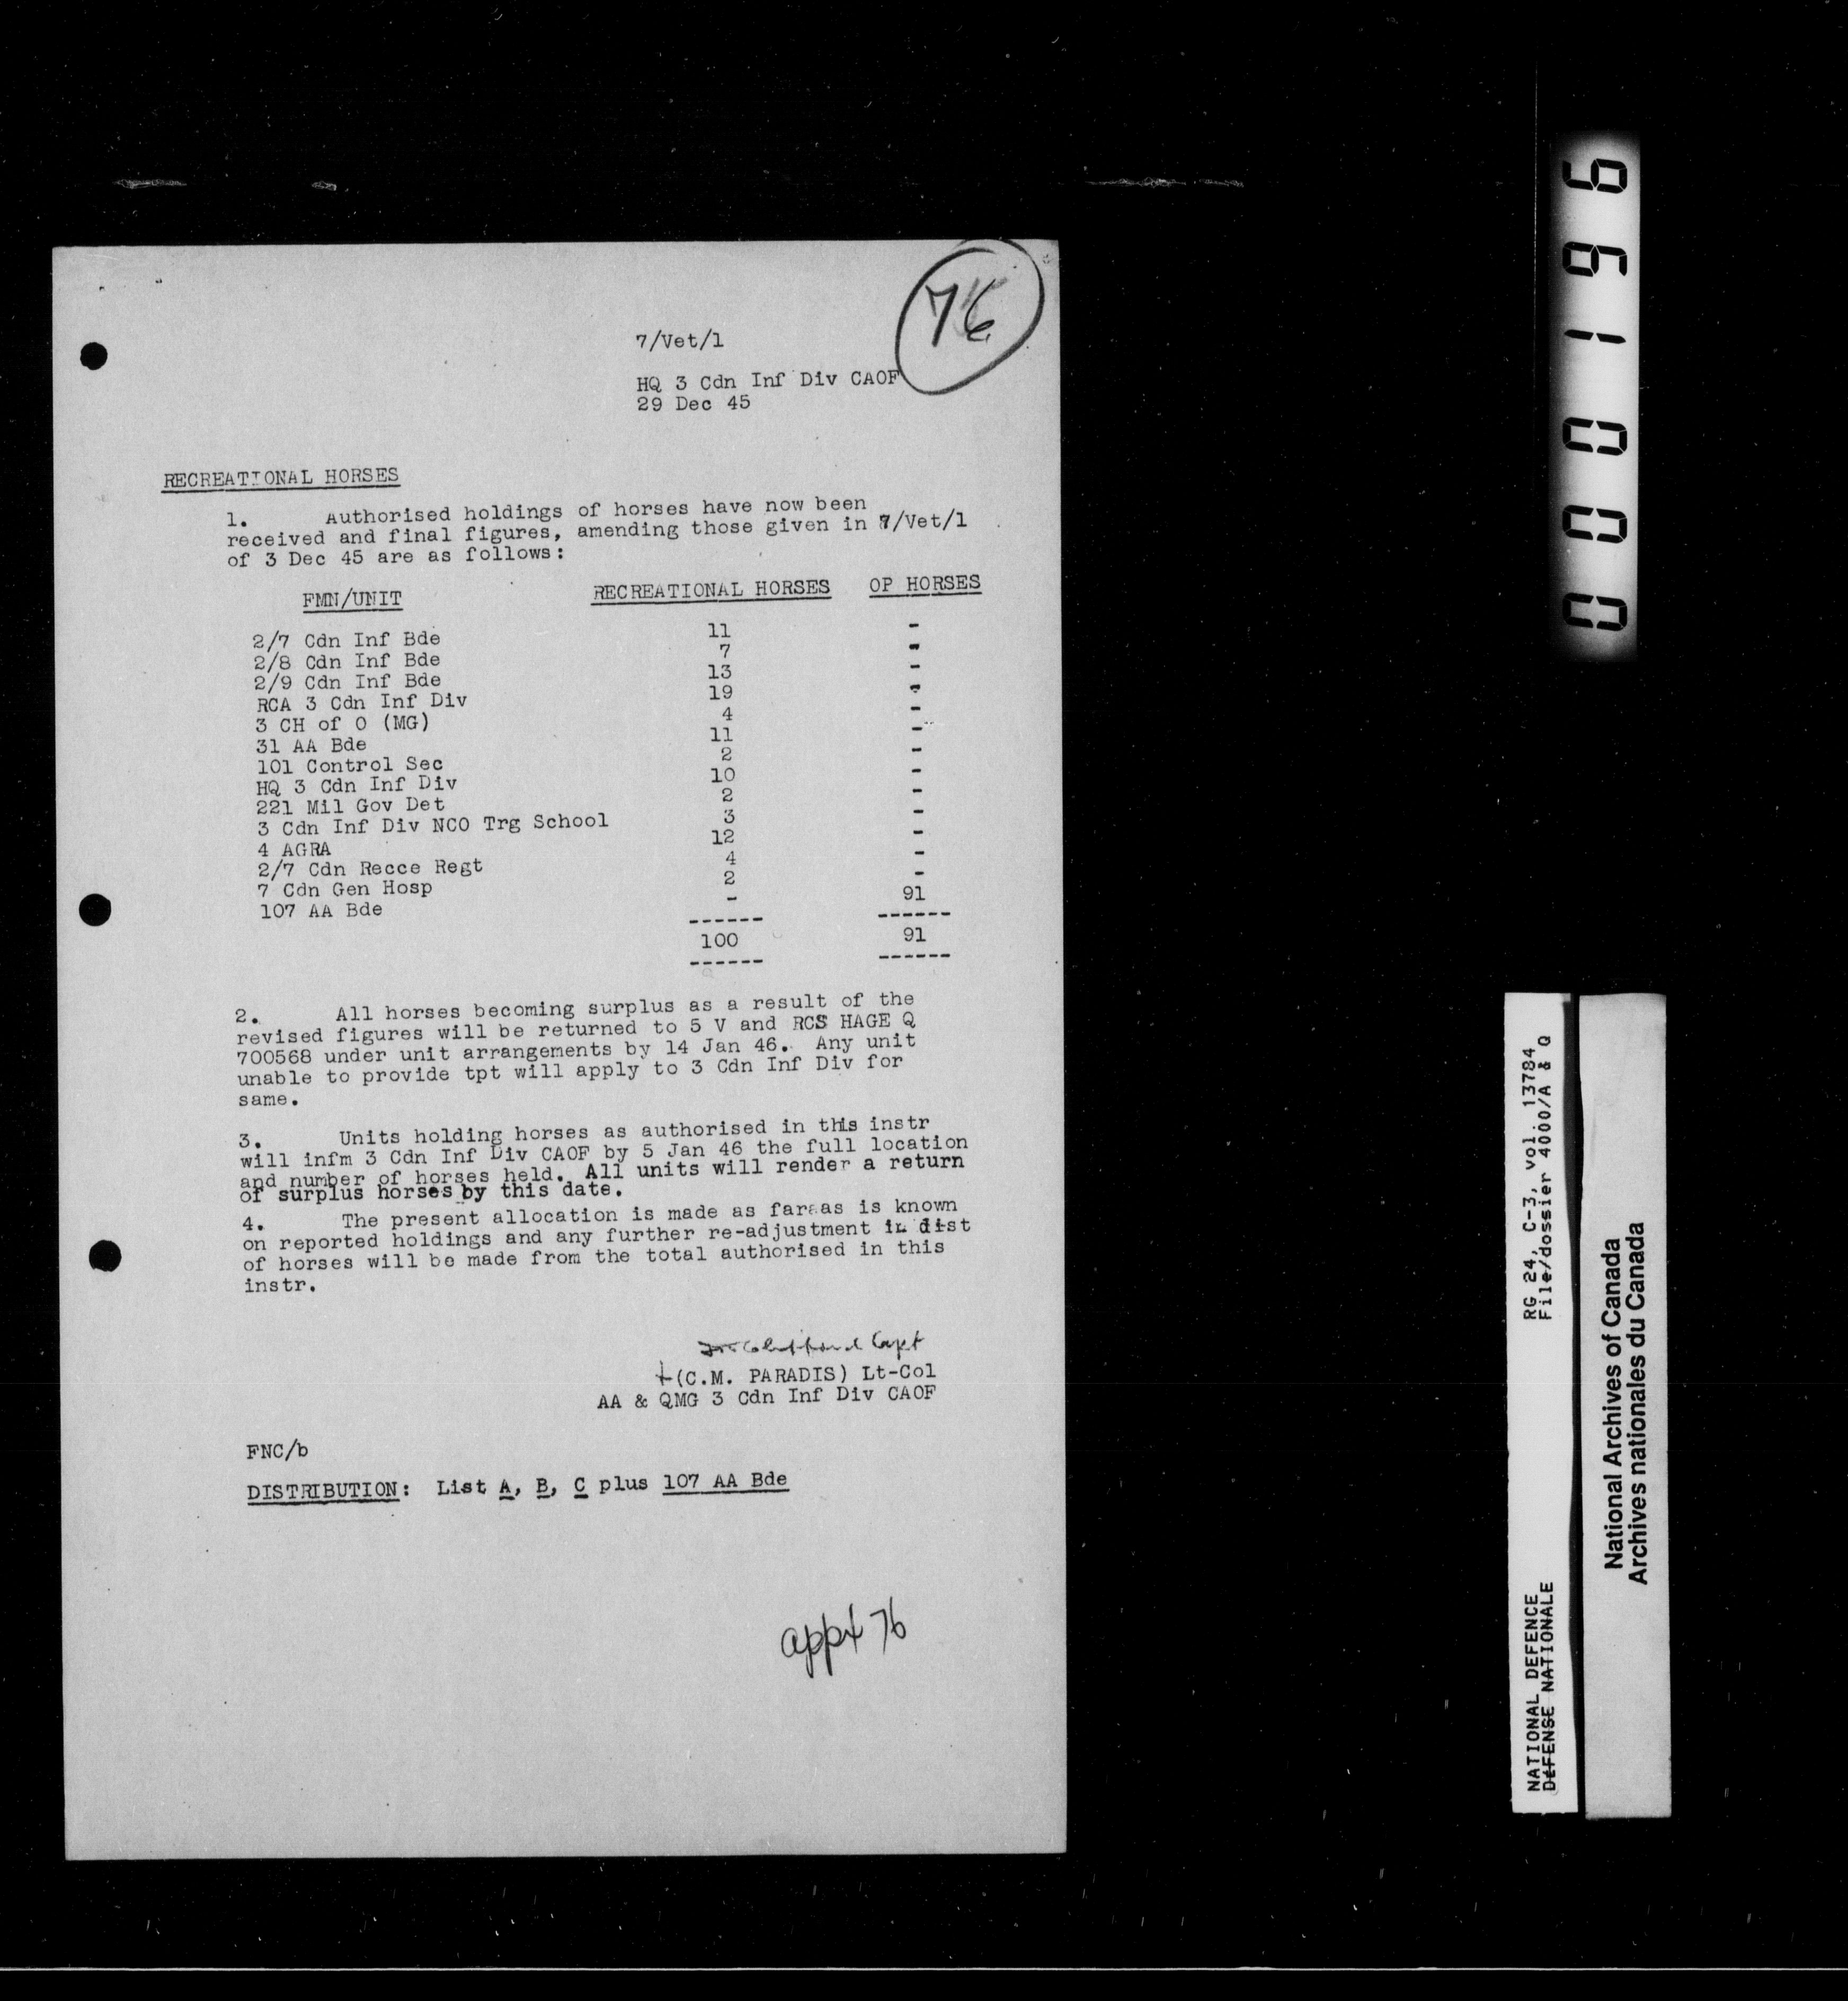 76
7/Vet/1
HQ 3 Cdn Inf Div CAOF
29 Dec 45
RECREATIONAL HORSES
1. Authorised holdings of horses have now been
received and final figures, amending those given in 7/Vet/1
of 3 Dec 45 are as follows:
FMN/UNIT RECREATIONAL HORSES OP HORSES
2/7 Cdn Inf Bde 11 -
2/8 Cdn Inf Bde 7 -
2/9 Cdn Inf Bde 13 -
RCA 3 Cdn Inf Div 19 -
3 CH of O (MG) 4 -
31 AA Bde 11 -
101 Control Sec 2 -
HQ 3 Cdn Inf Div 10 -
221 Mil Gov Det 2 -
3 Cdn Inf Div NCO Trg School 3 -
4 AGRA 12 -
2/7 Cdn Recce Regt 4 -
7 Cdn Gen Hosp 2 -
107 AA Bde - 91
------ ------
100 91
------ ------
2. All horses becoming surplus as a result of the
revised figures will be returned to 5 V and RCS HAGE Q
700568 under unit arrangements by 14 Jan 46. Any unit
unable to provide tpt will apply to 3 Cdn Inf Div for
same.
3. Units holding horses as authorised in this instr
will infm 3 Cdn Inf Div CAOF by 5 Jan 46 the full location
and number of horses held. All units will render a return
of surplus horses by this date.
4. The present allocation is made as far as is known
on reported holdings and any further re-adjustment in dist
of horses will be made from the total authorised in this
instr.
Capt
(C.M. PARADIS) Lt-Col
AA & QMG 3 Cdn Inf Div CAOF
FNC/b
DISTRIBUTION: List A, B, C plus 107 AA Bde
appx 76
0000196
RG 24, C-3, vol. 13784
File/dossier 4000/A & Q
NATIONAL DEFENCE
DÉFENSE NATIONALE
National Archives of Canada
Archives nationales du Canada